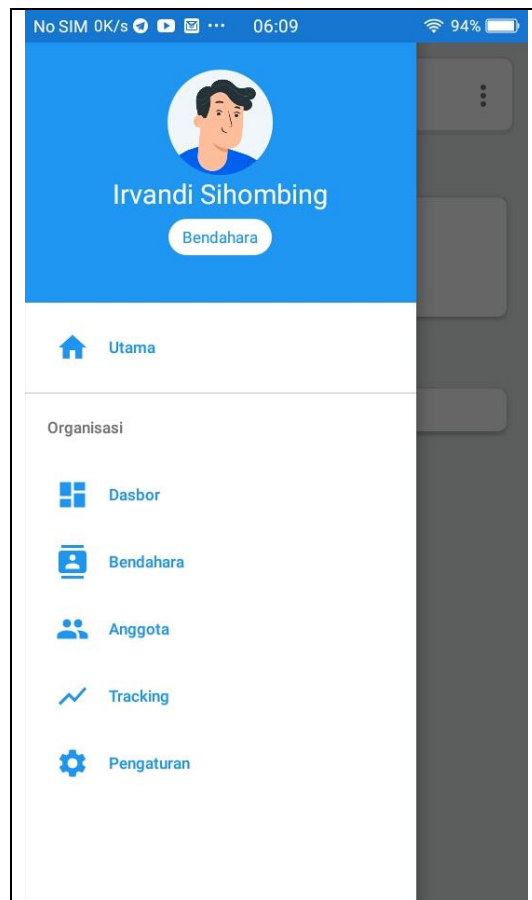 No SIM 0K/s ... 06:09 94%
Irvandi Sihombing
Bendahara
Utama
Organisasi
Dasbor
Bendahara
Anggota
Tracking
Pengaturan